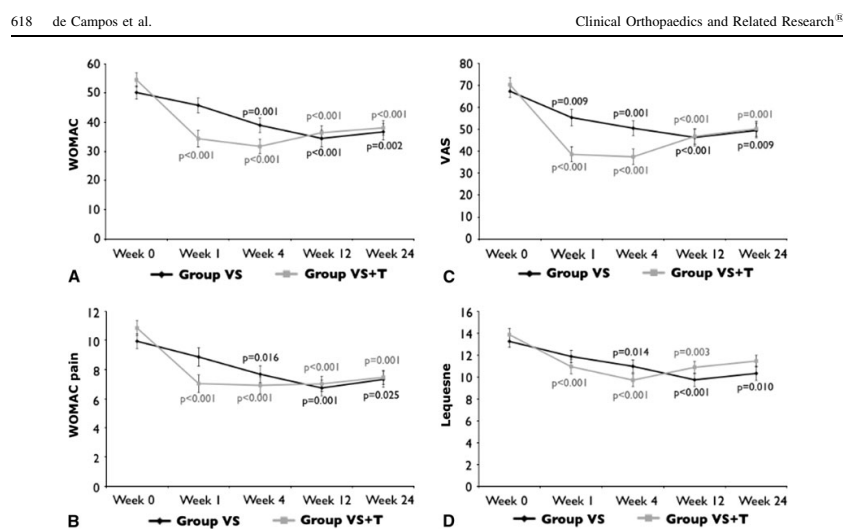 618 de Campos et al. Clinical Orthopaedics and Related Research®
60
50
40
30
20
10
0
WOMAC
p=0.001
p<0.001
p<0.001
p<0.001
p<0.001
p<0.001
p=0.002
Week 0 Week 1 Week 4 Week 12 Week 24
A Group VS Group VS+T
80
70
60
50
40
30
20
10
0
VAS
p=0.009
p=0.001
p<0.001
p=0.001
p<0.001
p<0.001
p<0.001
p=0.009
Week 0 Week 1 Week 4 Week 12 Week 24
C Group VS Group VS+T
12
10
8
6
4
2
0
WOMAC pain
p=0.016
p<0.001
p=0.001
p<0.001
p<0.001
p=0.001
p=0.025
Week 0 Week 1 Week 4 Week 12 Week 24
B Group VS Group VS+T
16
14
12
10
8
6
4
2
0
Lequesne
p=0.014
p=0.003
p<0.001
p<0.001
p<0.001
p=0.010
Week 0 Week 1 Week 4 Week 12 Week 24
D Group VS Group VS+T